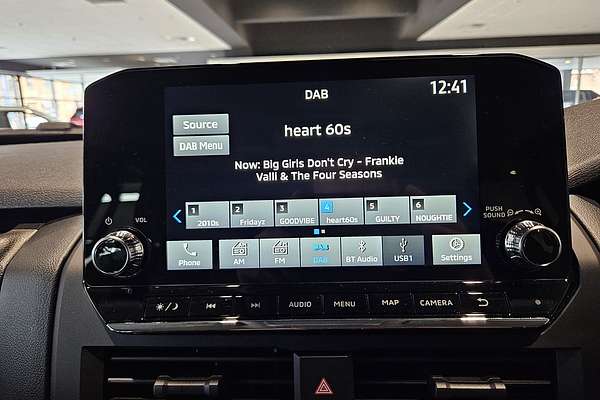 DAB
12:41
Source
heart 60s
DAB Menu
Now: Big Girls Don't Cry - Frankie
Valli & The Four Seasons
1 2010s
2 Fridayz
3 GOODVIBE
4 heart60s
5 GUILTY
6 NOUGHTIE
VOL
PUSH
SOUND
Phone
AM
FM
DAB
BT Audio
USB1
Settings
AUDIO
MENU
MAP
CAMERA